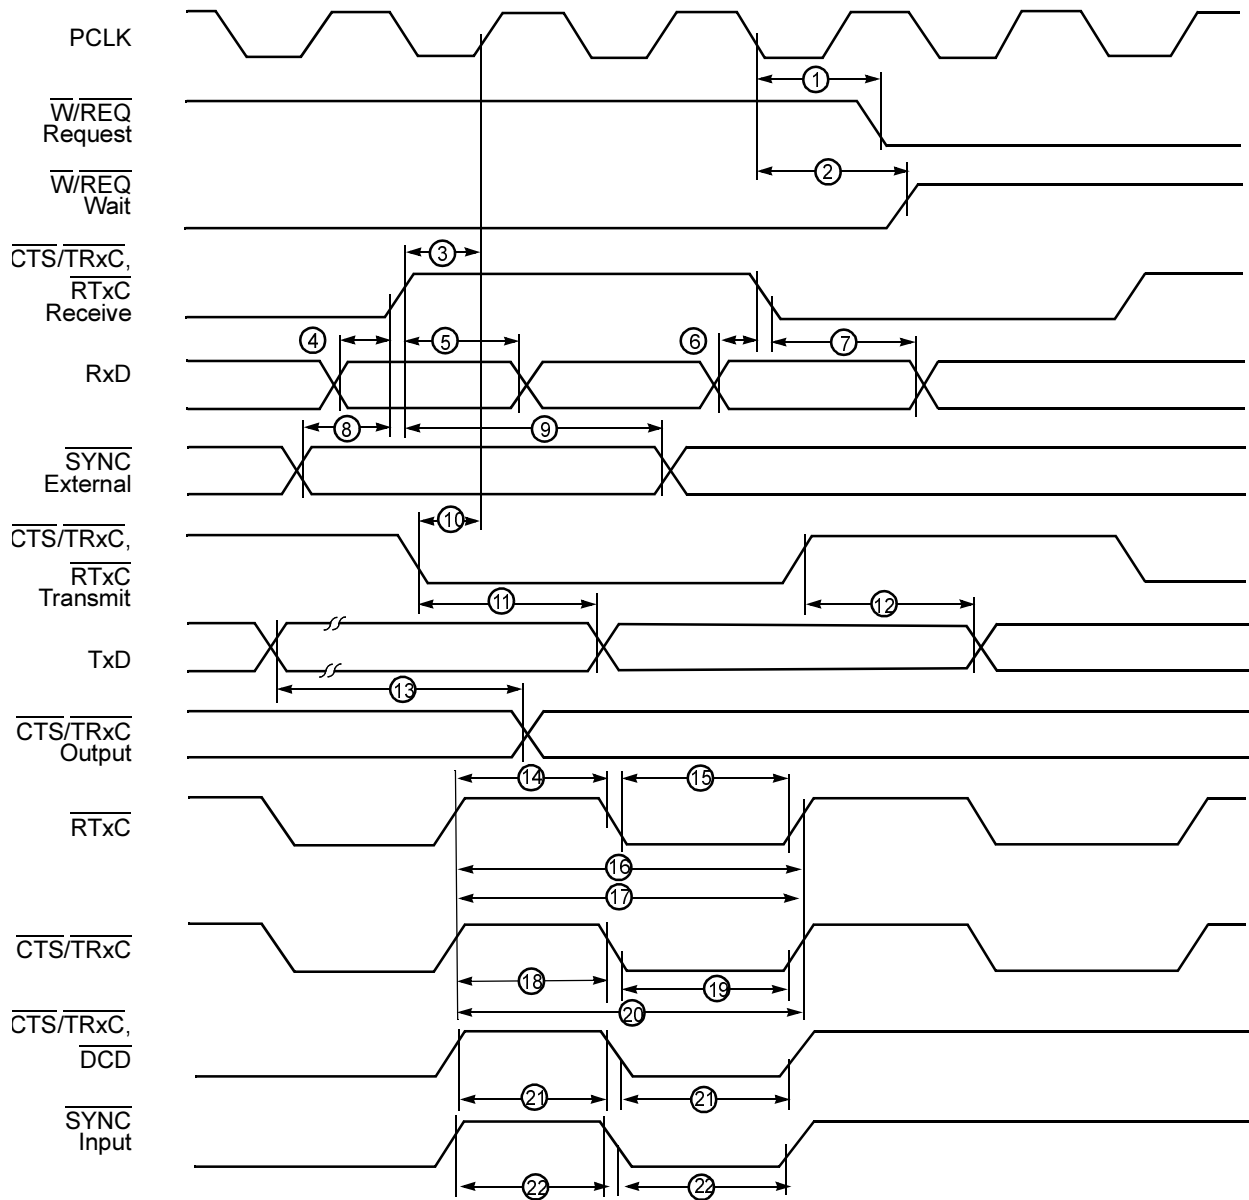 PCLK
1
W/REQ
Request
2
W/REQ
Wait
3
CTS/TRxC,
RTxC
Receive
4
5
6
7
RxD
8
9
SYNC
External
10
CTS/TRxC,
RTxC
Transmit
11
12
TxD
13
CTS/TRxC
Output
14
15
RTxC
16
17
CTS/TRxC
18
19
20
CTS/TRxC,
DCD
21
21
SYNC
Input
22
22